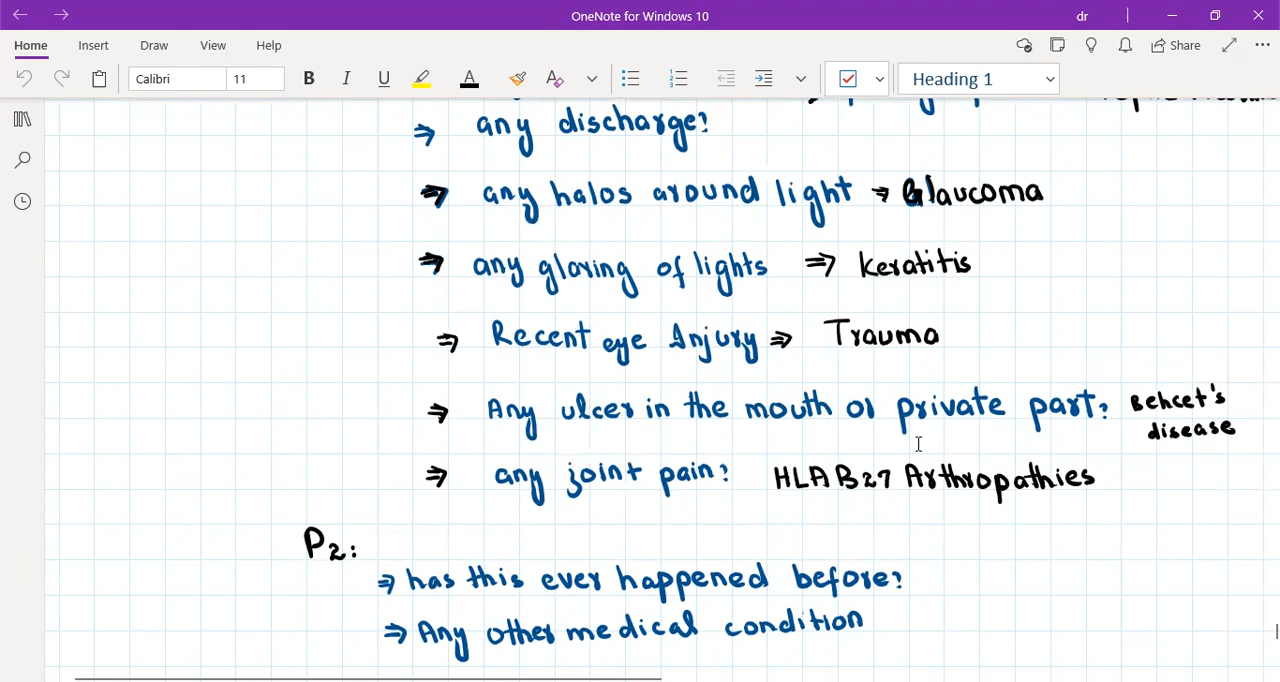 OneNote for Windows 10
dr
Home Insert Draw View Help
Share
Calibri 11 B I U A A Heading 1
⇒ any discharge?
⇒ any halos around light → Glaucoma
⇒ any glaring of lights ⇒ Keratitis
⇒ Recent eye Injury ⇒ Trauma
⇒ Any ulcer in the mouth or private part? Behcet's
disease
⇒ any joint pain? HLAB27 Arthropathies
P2:
⇒ has this ever happened before?
⇒ Any other medical condition